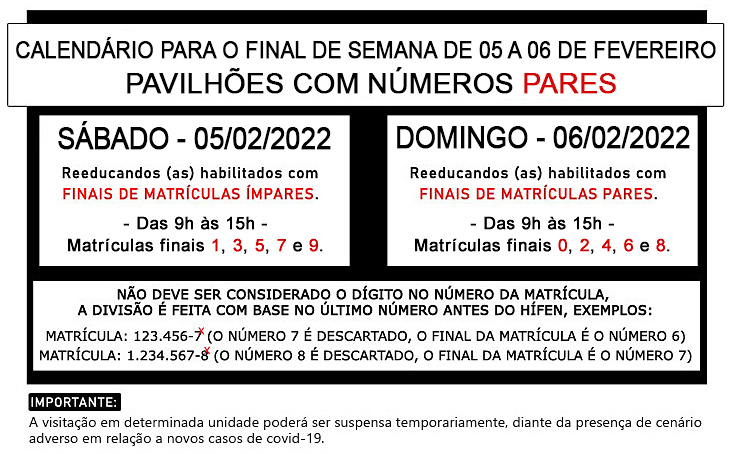 CALENDÁRIO PARA O FINAL DE SEMANA DE 05 A 06 DE FEVEREIRO
PAVILHÕES COM NÚMEROS PARES
SÁBADO - 05/02/2022
Reeducandos (as) habilitados com
FINAIS DE MATRÍCULAS ÍMPARES.
- Das 9h às 15h -
Matrículas finais 1, 3, 5, 7 e 9.
DOMINGO - 06/02/2022
Reeducandos (as) habilitados com
FINAIS DE MATRÍCULAS PARES.
- Das 9h às 15h -
Matrículas finais 0, 2, 4, 6 e 8.
NÃO DEVE SER CONSIDERADO O DÍGITO NO NÚMERO DA MATRÍCULA,
A DIVISÃO É FEITA COM BASE NO ÚLTIMO NÚMERO ANTES DO HÍFEN, EXEMPLOS:
MATRÍCULA: 123.456-7x (O NÚMERO 7 É DESCARTADO, O FINAL DA MATRÍCULA É O NÚMERO 6)
MATRÍCULA: 1.234.567-8x (O NÚMERO 8 É DESCARTADO, O FINAL DA MATRÍCULA É O NÚMERO 7)
IMPORTANTE:
A visitação em determinada unidade poderá ser suspensa temporariamente, diante da presença de cenário
adverso em relação a novos casos de covid-19.